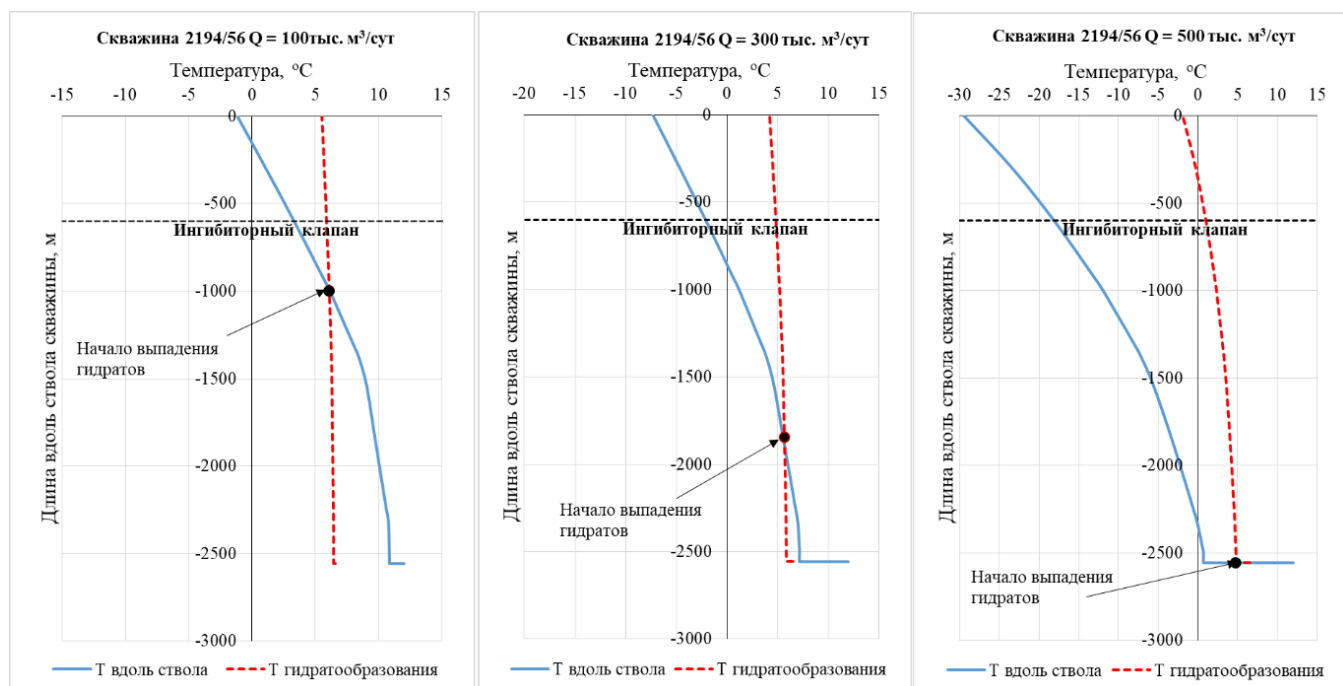 Скважина 2194/56 Q = 100тыс. м³/сут
Температура, °С
-15 -10 -5 0 5 10 15
0
-500
Ингибиторный клапан
-1000
Начало выпадения
гидратов
-1500
-2000
-2500
-3000
Длина вдоль ствола скважины, м
Т вдоль ствола Т гидратообразования
Скважина 2194/56 Q = 300 тыс. м³/сут
Температура, °С
-20 -15 -10 -5 0 5 10 15
0
-500
Ингибиторный клапан
-1000
-1500
-2000
Начало выпадения
гидратов
-2500
-3000
Длина вдоль ствола скважины, м
Т вдоль ствола Т гидратообразования
Скважина 2194/56 Q = 500 тыс. м³/сут
Температура, °С
-30 -25 -20 -15 -10 -5 0 5 10 15
0
-500
Ингибиторный клапан
-1000
-1500
-2000
-2500
Начало выпадения
гидратов
-3000
Длина вдоль ствола скважины, м
Т вдоль ствола Т гидратообразования